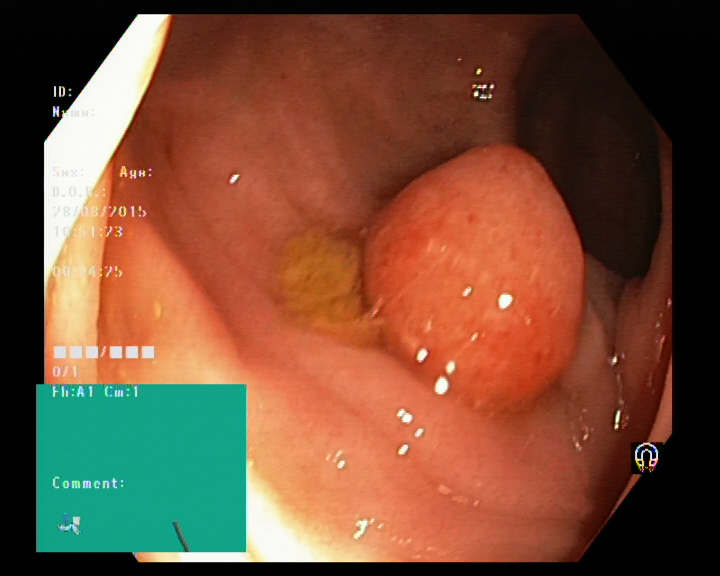 ID:
Name:
Sex: Age:
D.O.B.:
28/08/2015
10:51:23
00:24:25
■■■/■■■
0/1
Eh:A1 Cm:1
Comment: